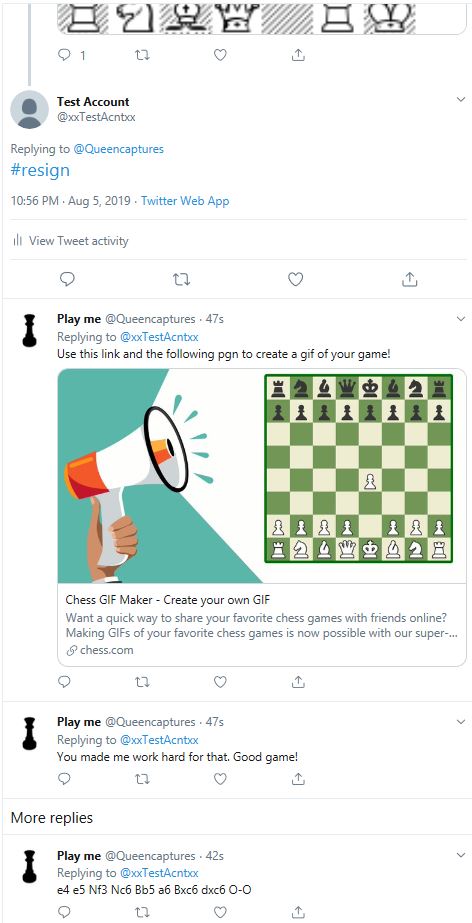 1
Test Account
@xxTestAcntxx
Replying to @Queencaptures
#resign
10:56 PM · Aug 5, 2019 · Twitter Web App
View Tweet activity
Play me @Queencaptures · 47s
Replying to @xxTestAcntxx
Use this link and the following pgn to create a gif of your game!
Chess GIF Maker - Create your own GIF
Want a quick way to share your favorite chess games with friends online?
Making GIFs of your favorite chess games is now possible with our super-...
chess.com
Play me @Queencaptures · 47s
Replying to @xxTestAcntxx
You made me work hard for that. Good game!
More replies
Play me @Queencaptures · 42s
Replying to @xxTestAcntxx
e4 e5 Nf3 Nc6 Bb5 a6 Bxc6 dxc6 O-O